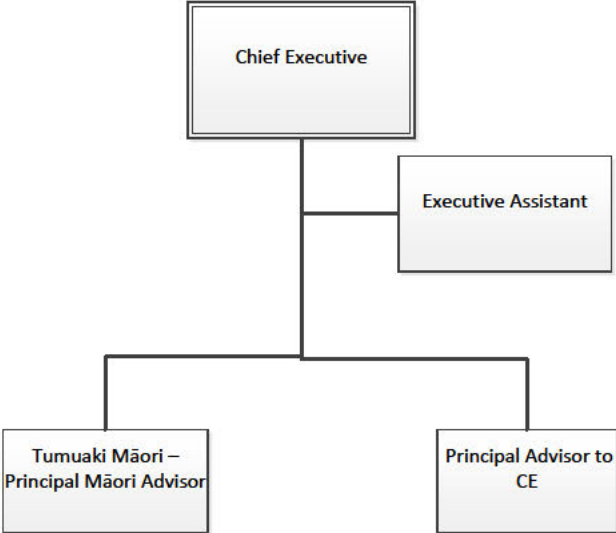 Chief Executive
Executive Assistant
Tumuaki Māori –
Principal Māori Advisor
Principal Advisor to
CE